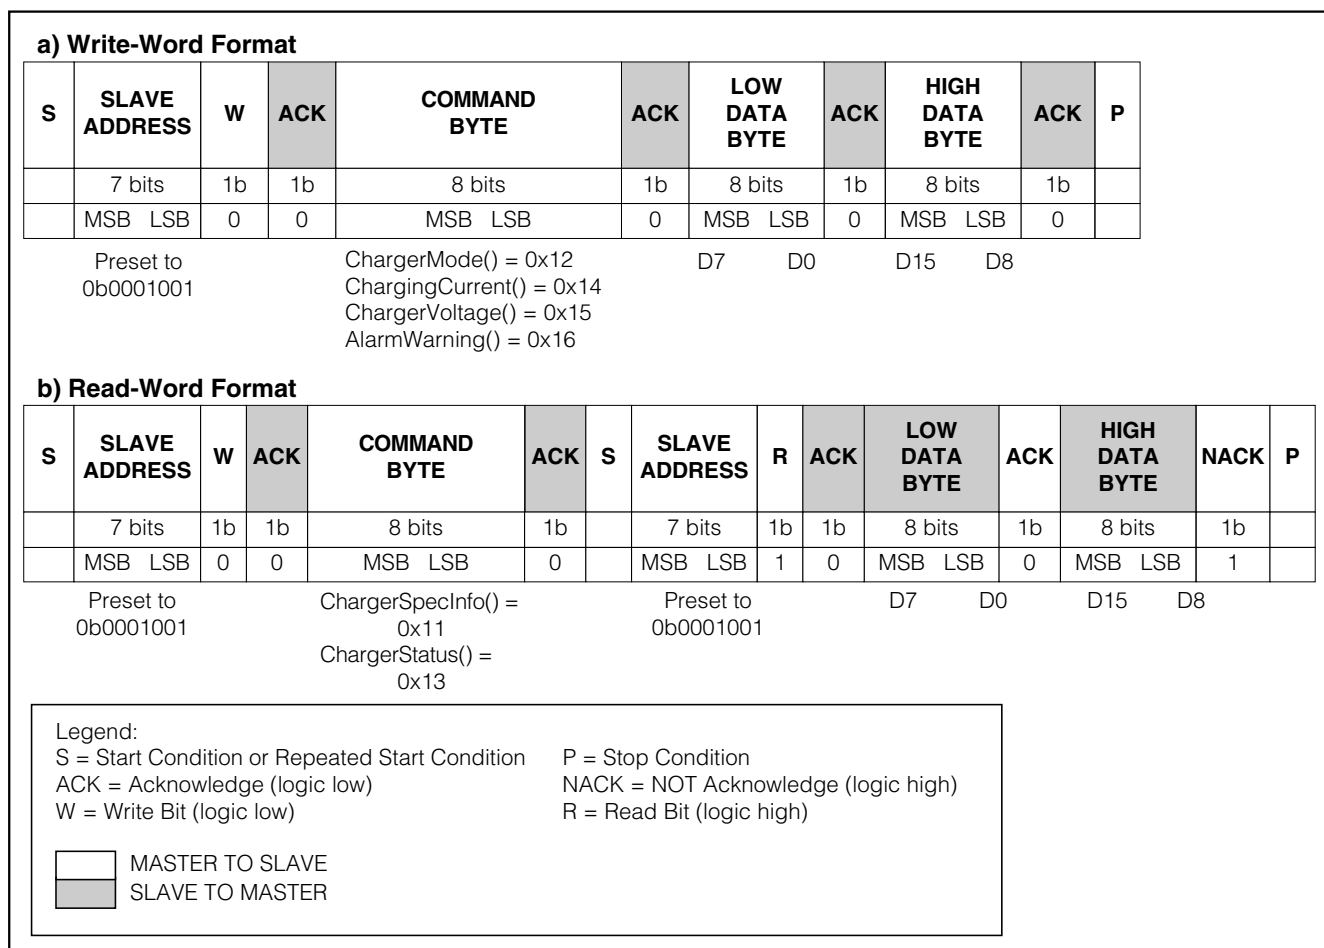 a) Write-Word Format
S SLAVE ADDRESS W ACK COMMAND BYTE ACK LOW DATA BYTE ACK HIGH DATA BYTE ACK P
7 bits 1b 1b 8 bits 1b 8 bits 1b 8 bits 1b
MSB LSB 0 0 MSB LSB 0 MSB LSB 0 MSB LSB 0
Preset to 0b0001001
ChargerMode() = 0x12
ChargingCurrent() = 0x14
ChargerVoltage() = 0x15
AlarmWarning() = 0x16
D7 D0 D15 D8
b) Read-Word Format
S SLAVE ADDRESS W ACK COMMAND BYTE ACK S SLAVE ADDRESS R ACK LOW DATA BYTE ACK HIGH DATA BYTE NACK P
7 bits 1b 1b 8 bits 1b 7 bits 1b 1b 8 bits 1b 8 bits 1b
MSB LSB 0 0 MSB LSB 0 MSB LSB 1 0 MSB LSB 0 MSB LSB 1
Preset to
0b0001001
ChargerSpecInfo() =
0x11
ChargerStatus() =
0x13
Preset to
0b0001001
D7 D0 D15 D8
Legend:
S = Start Condition or Repeated Start Condition P = Stop Condition
ACK = Acknowledge (logic low) NACK = NOT Acknowledge (logic high)
W = Write Bit (logic low) R = Read Bit (logic high)
MASTER TO SLAVE
SLAVE TO MASTER